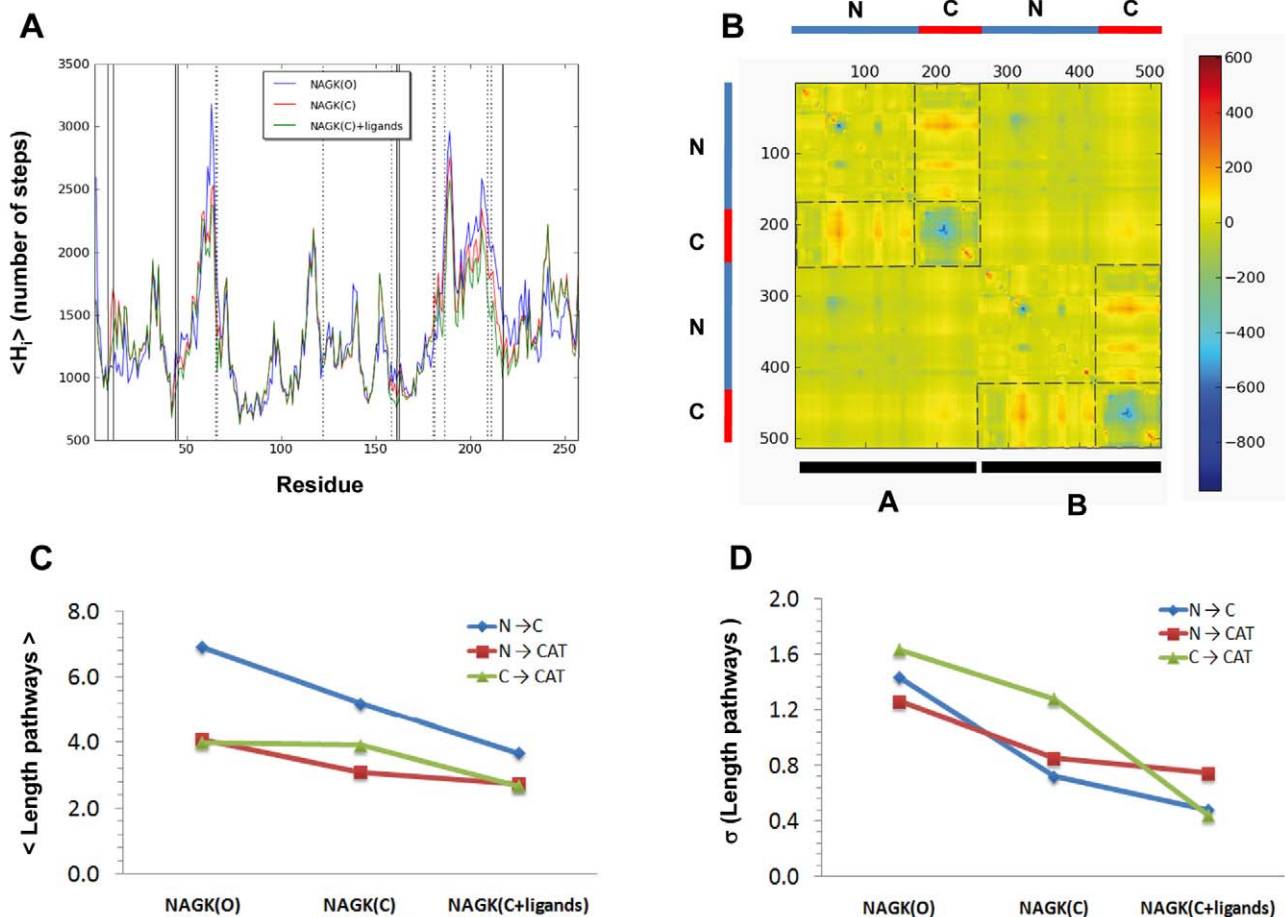 A
<Hi> (number of steps)
3500
3000
2500
2000
1500
1000
500
NAGK(O)
NAGK(C)
NAGK(C)+ligands
50
100
150
200
250
Residue
B
N
C
N
C
100
200
300
400
500
N
C
N
C
100
200
300
400
500
A
B
600
400
200
0
−200
−400
−600
−800
C
< Length pathways >
8.0
6.0
4.0
2.0
0.0
N →C
N → CAT
C → CAT
NAGK(O)
NAGK(C)
NAGK(C+ligands)
D
σ (Length pathways )
2.0
1.6
1.2
0.8
0.4
0.0
N → C
N → CAT
C → CAT
NAGK(O)
NAGK(C)
NAGK(C+ligands)